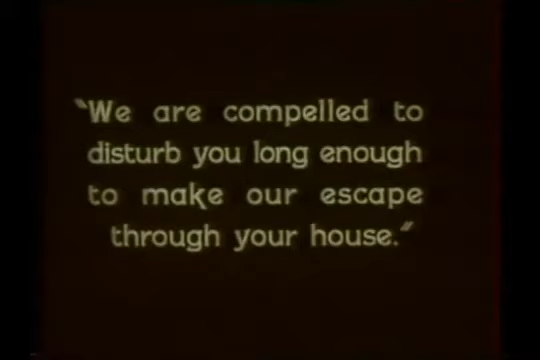 "We are compelled to
disturb you long enough
to make our escape
through your house."